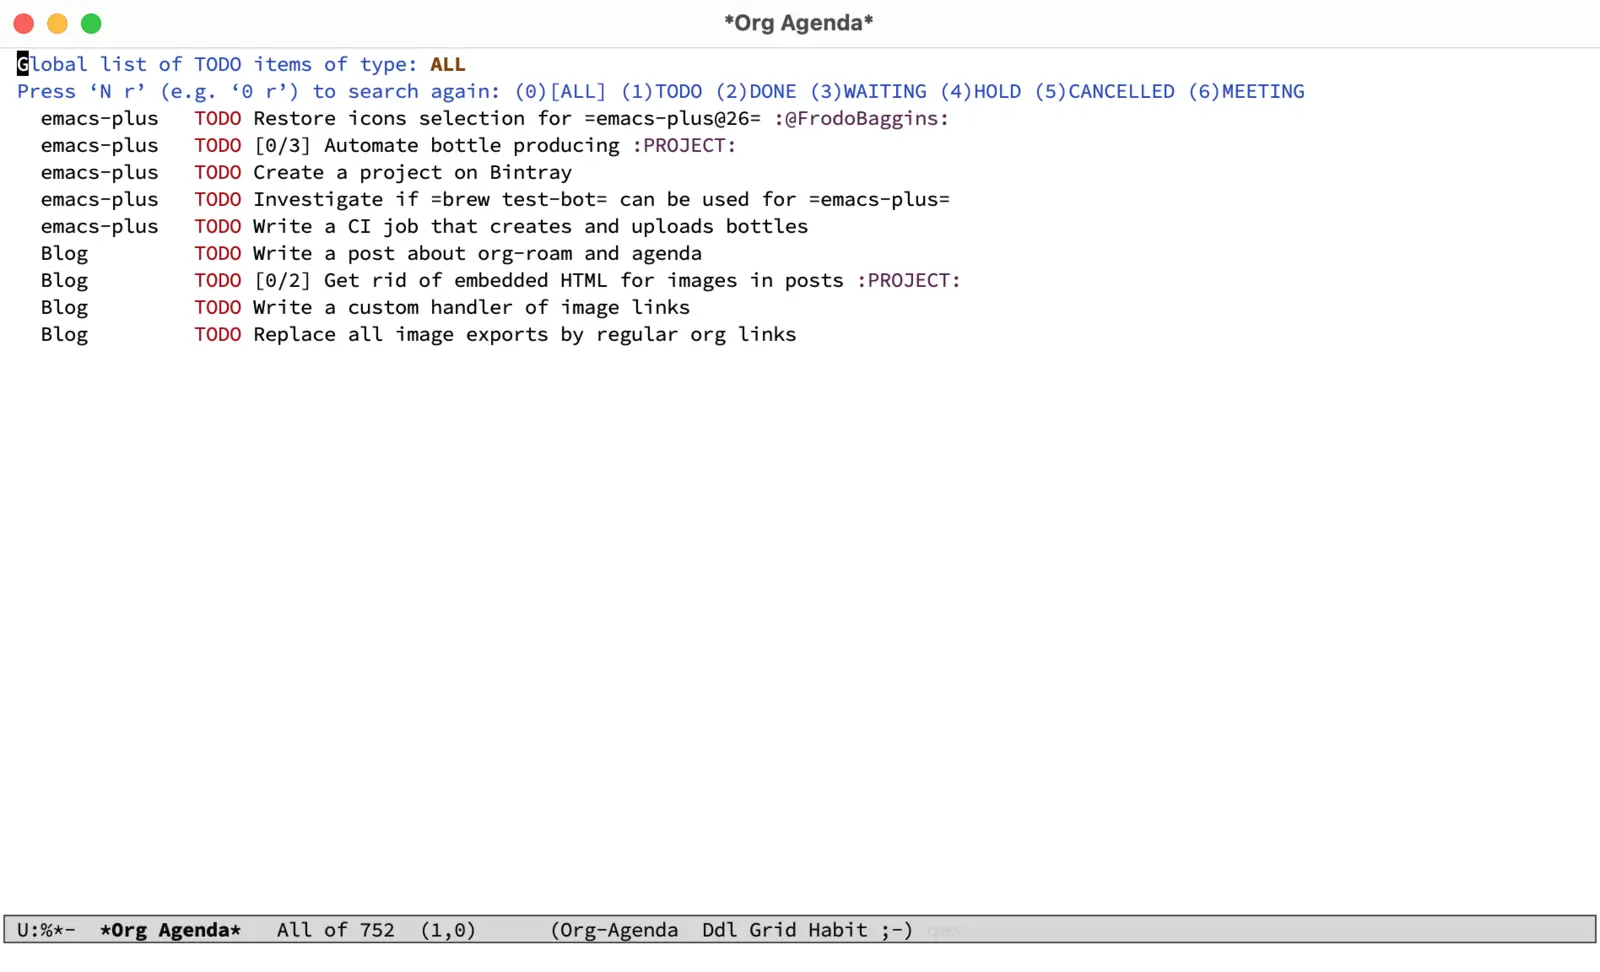 *Org Agenda*
Global list of TODO items of type: ALL
Press ‘N r’ (e.g. ‘0 r’) to search again: (0)[ALL] (1)TODO (2)DONE (3)WAITING (4)HOLD (5)CANCELLED (6)MEETING
emacs-plus TODO Restore icons selection for =emacs-plus@26= :@FrodoBaggins:
emacs-plus TODO [0/3] Automate bottle producing :PROJECT:
emacs-plus TODO Create a project on Bintray
emacs-plus TODO Investigate if =brew test-bot= can be used for =emacs-plus=
emacs-plus TODO Write a CI job that creates and uploads bottles
Blog TODO Write a post about org-roam and agenda
Blog TODO [0/2] Get rid of embedded HTML for images in posts :PROJECT:
Blog TODO Write a custom handler of image links
Blog TODO Replace all image exports by regular org links
U:%*- *Org Agenda* All of 752 (1,0) (Org-Agenda Ddl Grid Habit ;-)